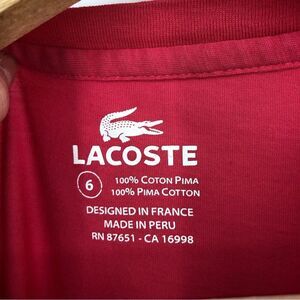 LACOSTE
6
100% COTON PIMA
100% PIMA COTTON
DESIGNED IN FRANCE
MADE IN PERU
RN 87651 - CA 16998